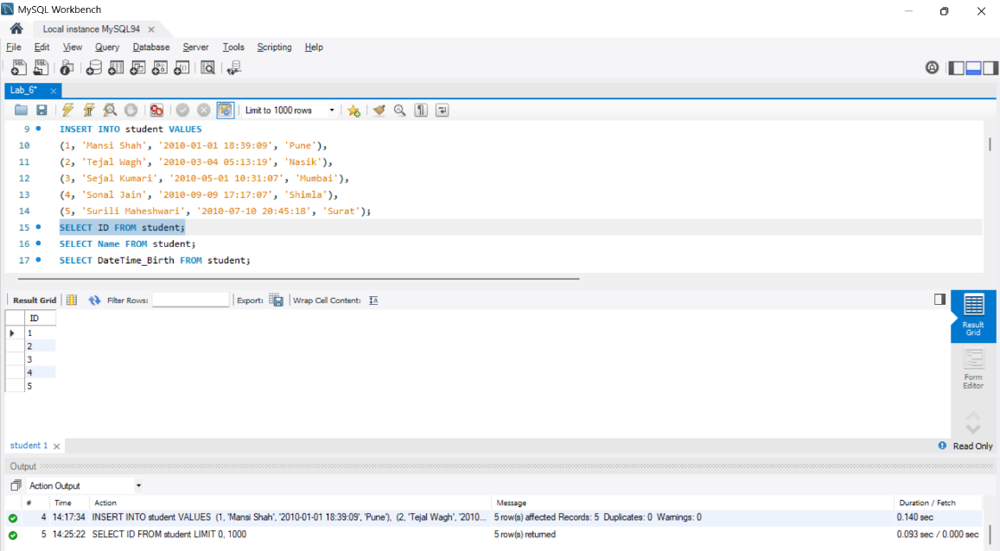 MySQL Workbench
Local instance MySQL94
File Edit View Query Database Server Tools Scripting Help
Lab_6*
Limit to 1000 rows
9 INSERT INTO student VALUES
10 (1, 'Mansi Shah', '2010-01-01 18:39:09', 'Pune'),
11 (2, 'Tejal Wagh', '2010-03-04 05:13:19', 'Nasik'),
12 (3, 'Sejal Kumari', '2010-05-01 10:31:07', 'Mumbai'),
13 (4, 'Sonal Jain', '2010-09-09 17:17:07', 'Shimla'),
14 (5, 'Surili Maheshwari', '2010-07-10 20:45:18', 'Surat');
15 SELECT ID FROM student;
16 SELECT Name FROM student;
17 SELECT DateTime_Birth FROM student;
Result Grid Filter Rows: Export: Wrap Cell Content:
ID
1
2
3
4
5
Result
Grid
Form
Editor
student 1 Read Only
Output
Action Output
# Time Action Message Duration / Fetch
4 14:17:34 INSERT INTO student VALUES (1, 'Mansi Shah', '2010-01-01 18:39:09', 'Pune'), (2, 'Tejal Wagh', '2010... 5 row(s) affected Records: 5 Duplicates: 0 Warnings: 0 0.140 sec
5 14:25:22 SELECT ID FROM student LIMIT 0, 1000 5 row(s) returned 0.093 sec / 0.000 sec